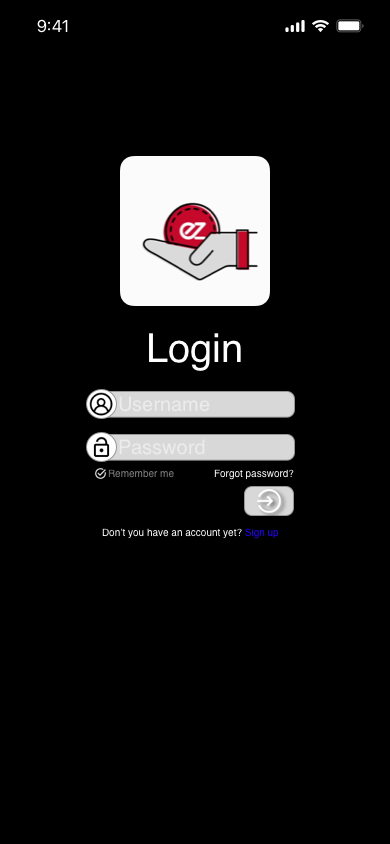 9:41
ez
Login
Username
Password
Remember me Forgot password?
Don't you have an account yet? Sign up